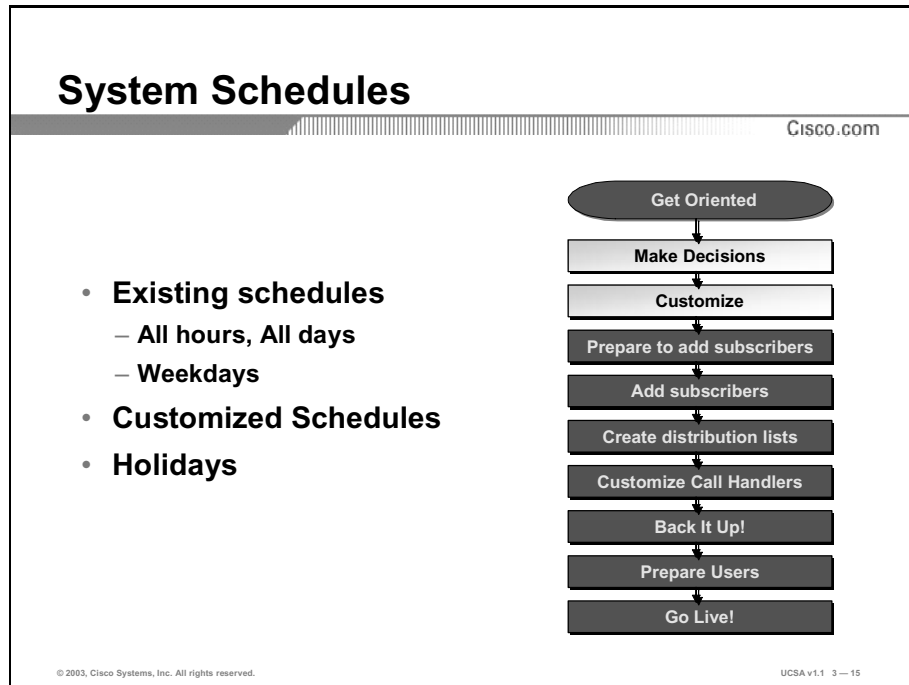 System Schedules
Cisco.com
• Existing schedules
– All hours, All days
– Weekdays
• Customized Schedules
• Holidays
Get Oriented
Make Decisions
Customize
Prepare to add subscribers
Add subscribers
Create distribution lists
Customize Call Handlers
Back It Up!
Prepare Users
Go Live!
© 2003, Cisco Systems, Inc. All rights reserved.
UCSA v1.1 3 — 15